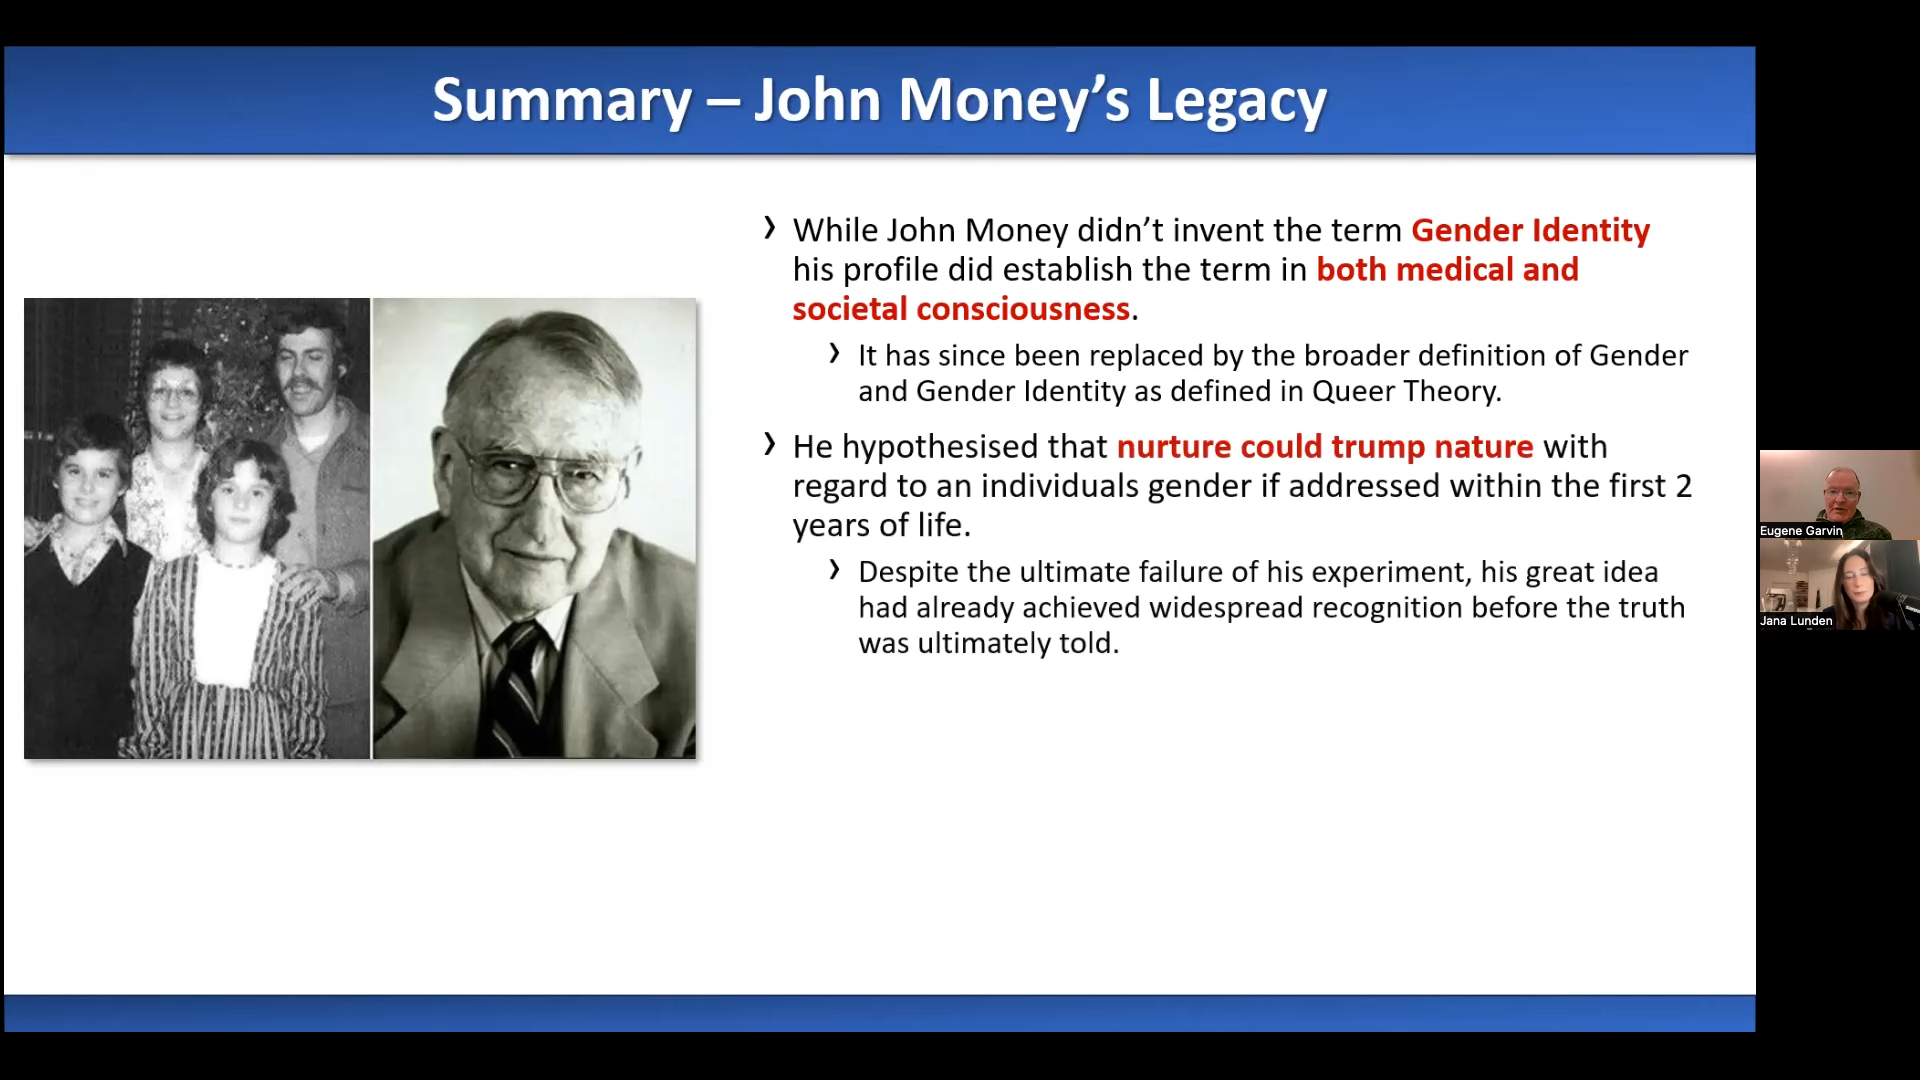 Summary – John Money’s Legacy
While John Money didn’t invent the term Gender Identity
his profile did establish the term in both medical and
societal consciousness.
It has since been replaced by the broader definition of Gender
and Gender Identity as defined in Queer Theory.
He hypothesised that nurture could trump nature with
regard to an individuals gender if addressed within the first 2
years of life.
Despite the ultimate failure of his experiment, his great idea
had already achieved widespread recognition before the truth
was ultimately told.
Eugene Garvin
Jana Lunden